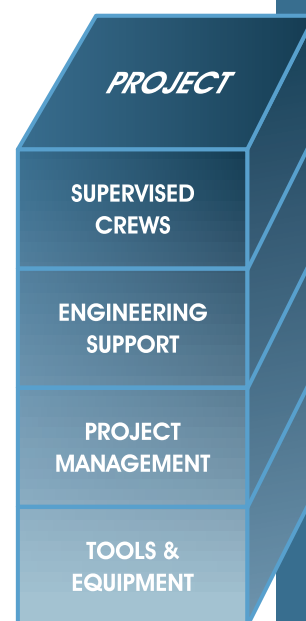 PROJECT
SUPERVISED
CREWS
ENGINEERING
SUPPORT
PROJECT
MANAGEMENT
TOOLS &
EQUIPMENT